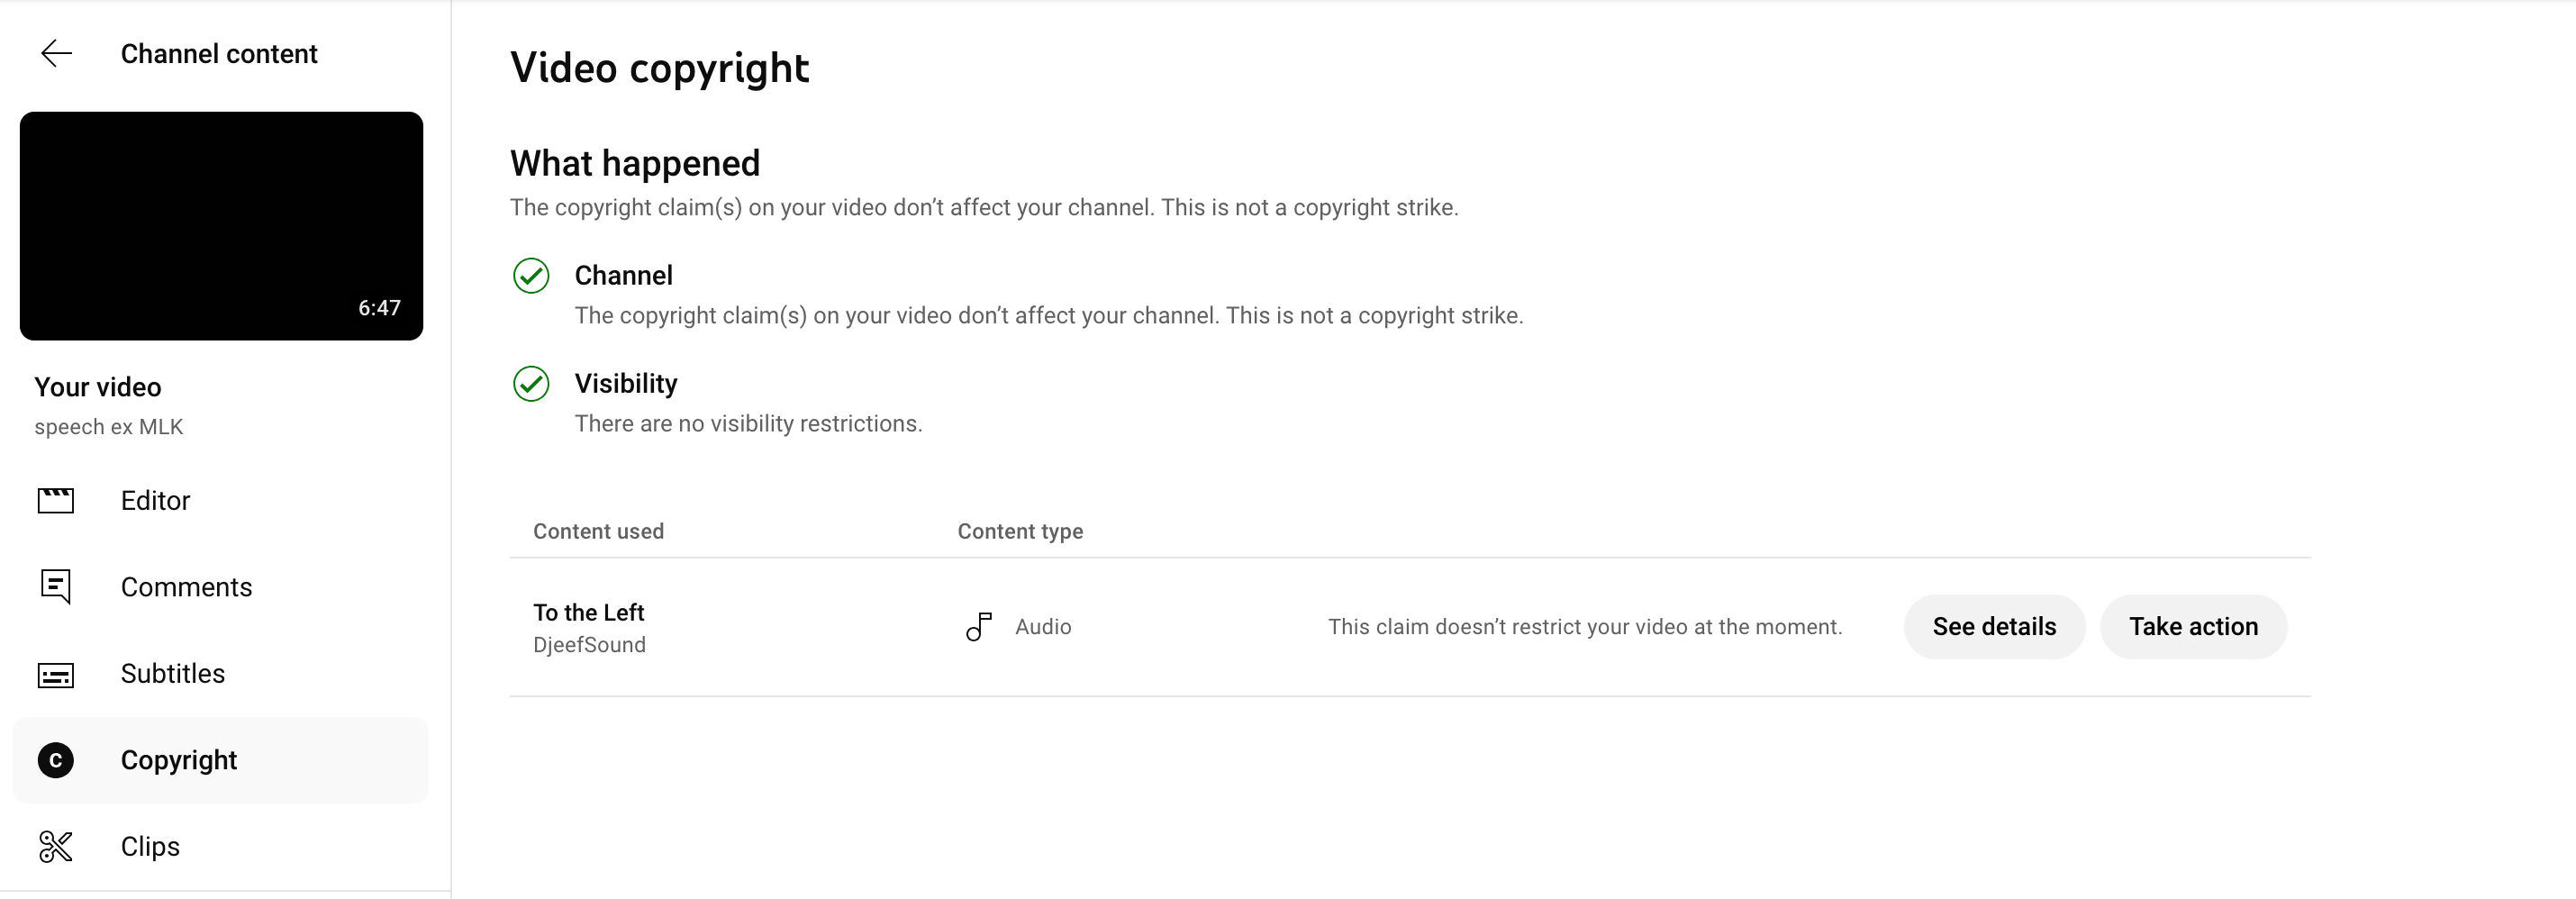 Channel content
6:47
Your video
speech ex MLK
Editor
Comments
Subtitles
C
Copyright
Clips
Video copyright
What happened
The copyright claim(s) on your video don’t affect your channel. This is not a copyright strike.
Channel
The copyright claim(s) on your video don’t affect your channel. This is not a copyright strike.
Visibility
There are no visibility restrictions.
Content used
Content type
To the Left
DjeefSound
Audio
This claim doesn’t restrict your video at the moment.
See details
Take action